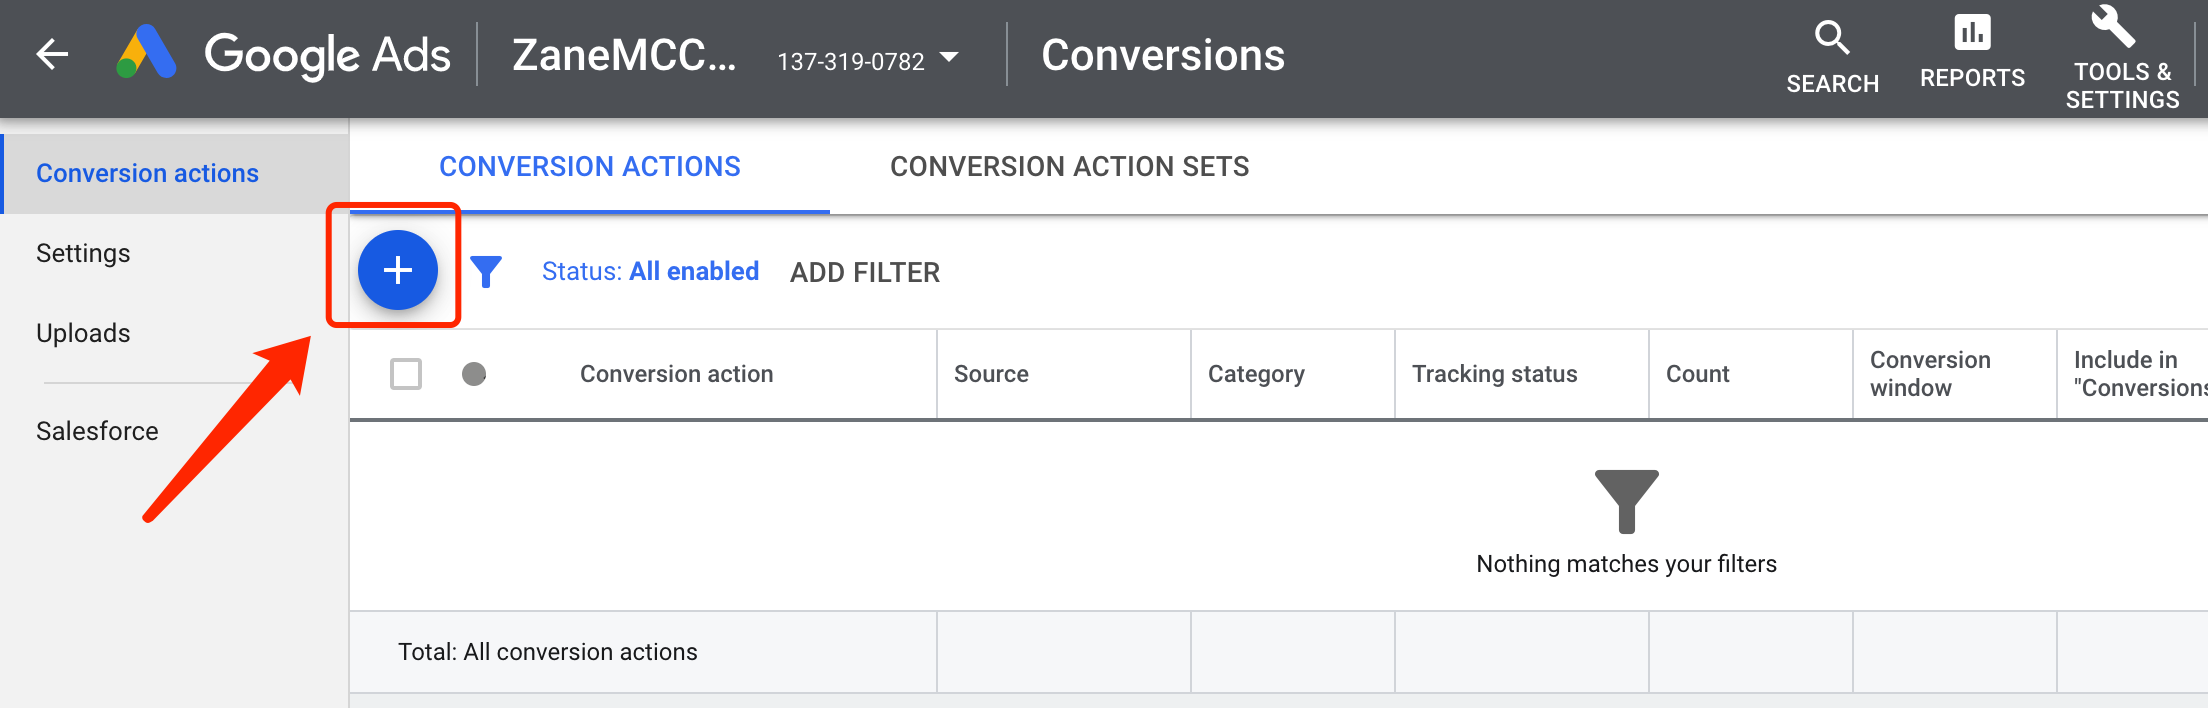 Google Ads
ZaneMCC...
137-319-0782
Conversions
SEARCH
REPORTS
TOOLS &
SETTINGS
Conversion actions
Settings
Uploads
Salesforce
CONVERSION ACTIONS
CONVERSION ACTION SETS
Status: All enabled
ADD FILTER
Conversion action
Source
Category
Tracking status
Count
Conversion
window
Include in
"Conversions
Nothing matches your filters
Total: All conversion actions